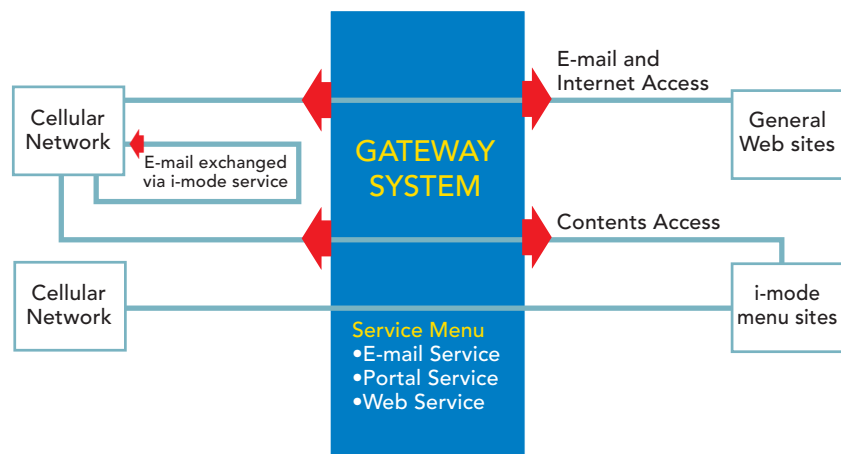 E-mail and
Internet Access
Cellular
Network
General
Web sites
E-mail exchanged
via i-mode service
GATEWAY
SYSTEM
Contents Access
Cellular
Network
i-mode
menu sites
Service Menu
•E-mail Service
•Portal Service
•Web Service